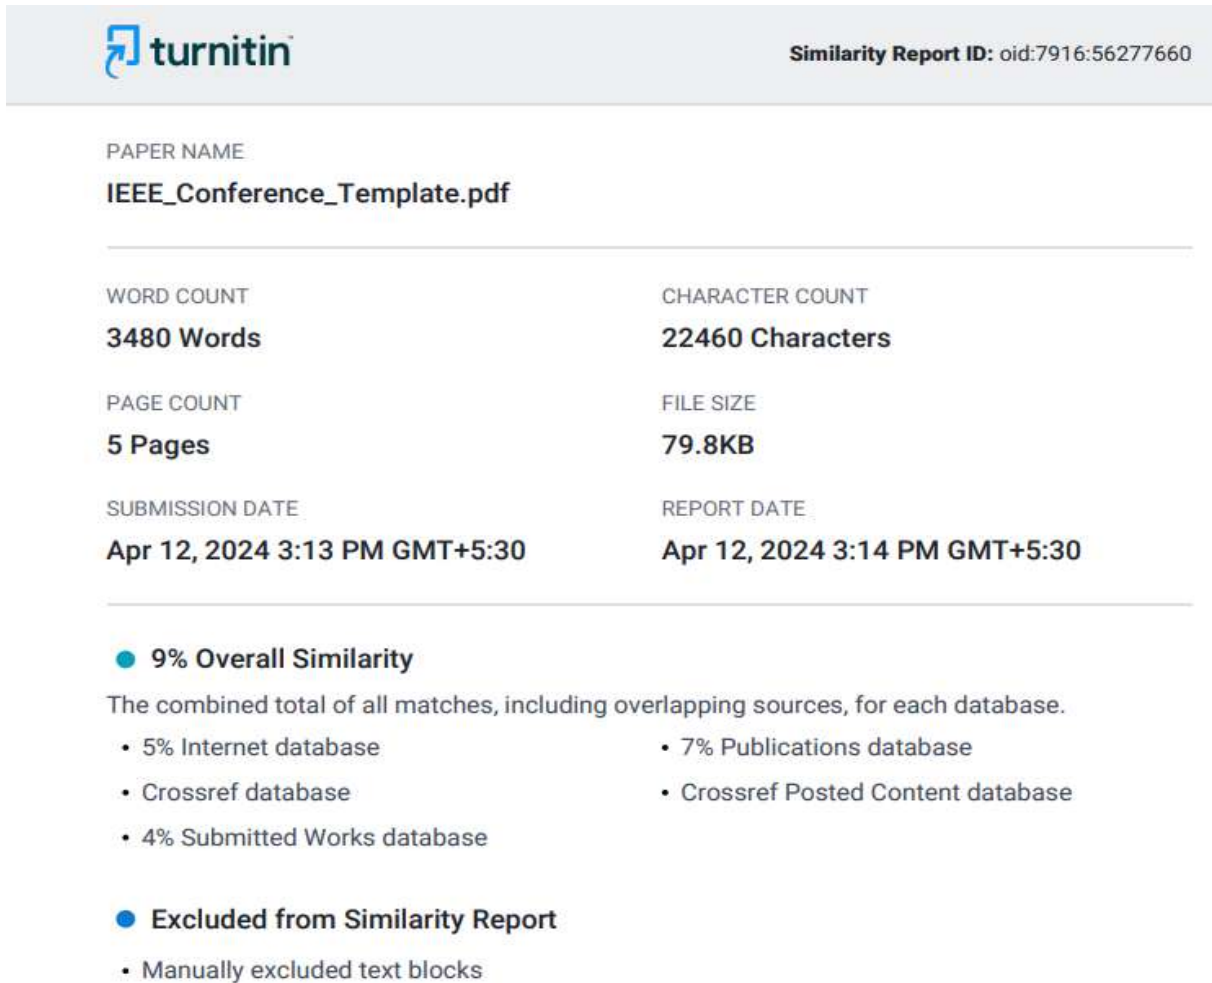 turnitin
Similarity Report ID: oid:7916:56277660
PAPER NAME
IEEE_Conference_Template.pdf
WORD COUNT
CHARACTER COUNT
3480 Words
22460 Characters
PAGE COUNT
FILE SIZE
5 Pages
79.8KB
SUBMISSION DATE
REPORT DATE
Apr 12, 2024 3:13 PM GMT+5:30
Apr 12, 2024 3:14 PM GMT+5:30
● 9% Overall Similarity
The combined total of all matches, including overlapping sources, for each database.
• 5% Internet database
• 7% Publications database
• Crossref database
• Crossref Posted Content database
• 4% Submitted Works database
● Excluded from Similarity Report
• Manually excluded text blocks